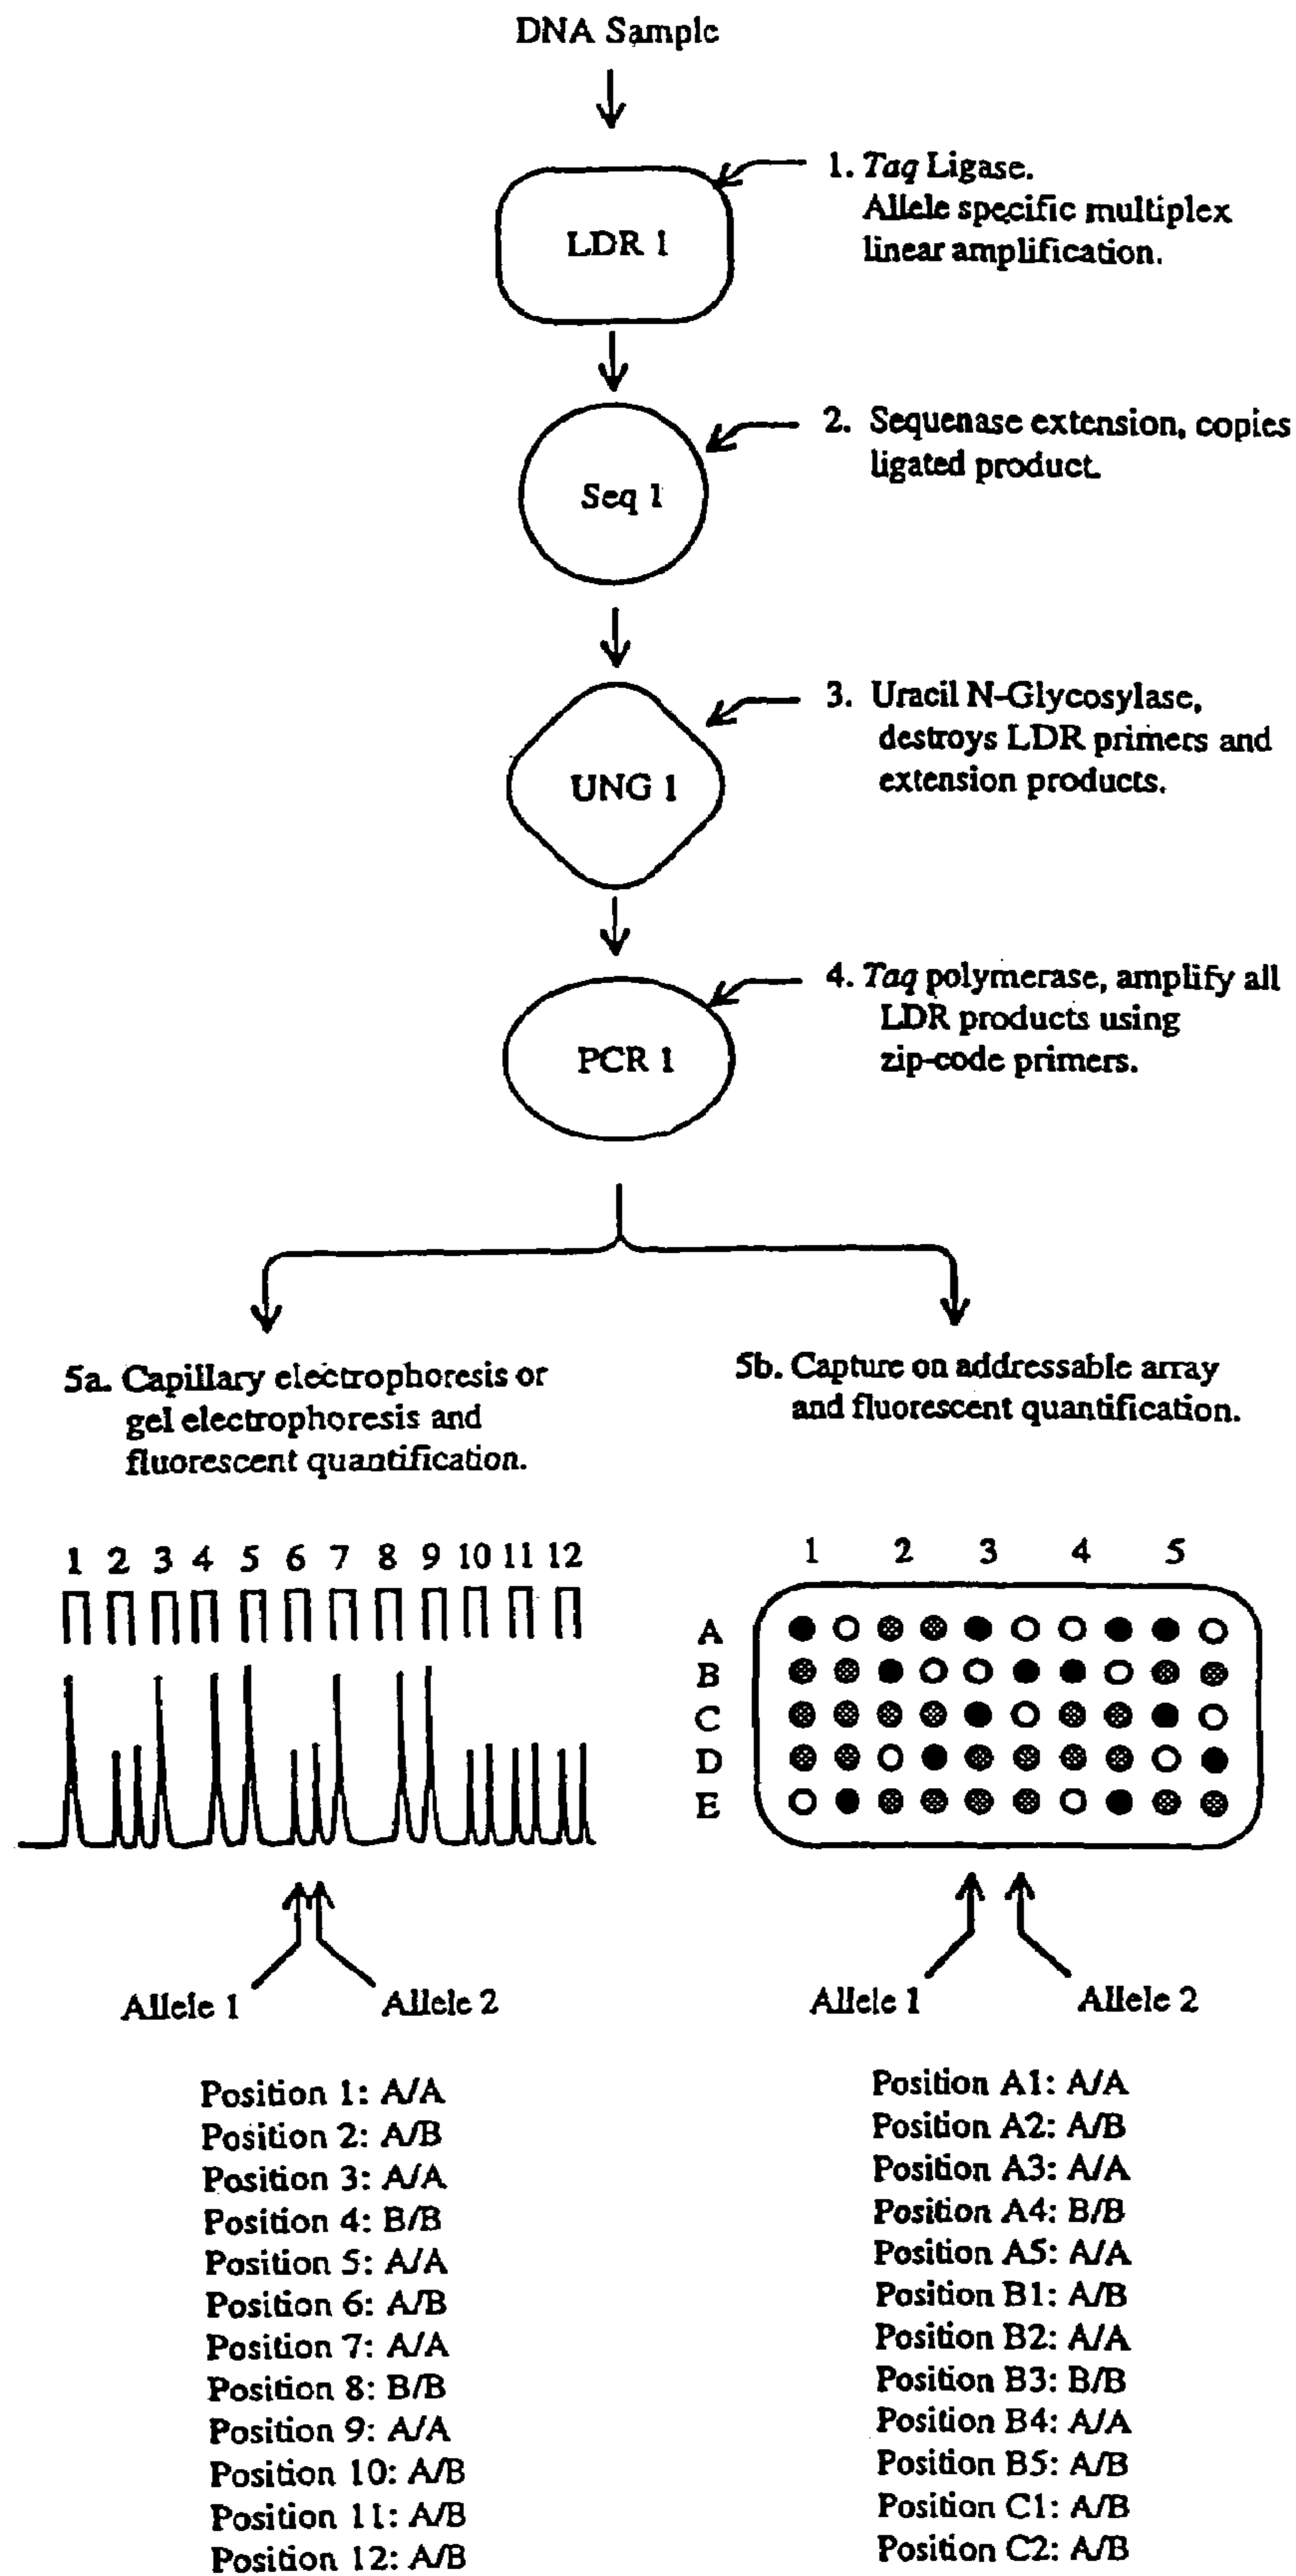 DNA Sample
LDR 1
1. Taq Ligase.
Allele specific multiplex
linear amplification.
Seq 1
2. Sequenase extension, copies
ligated product.
UNG 1
3. Uracil N-Glycosylase,
destroys LDR primers and
extension products.
PCR 1
4. Taq polymerase, amplify all
LDR products using
zip-code primers.
5a. Capillary electrophoresis or
gel electrophoresis and
fluorescent quantification.
5b. Capture on addressable array
and fluorescent quantification.
1 2 3 4 5 6 7 8 9 10 11 12
1 2 3 4 5
A
B
C
D
E
Allele 1
Allele 2
Allele 1
Allele 2
Position 1: A/A
Position 2: A/B
Position 3: A/A
Position 4: B/B
Position 5: A/A
Position 6: A/B
Position 7: A/A
Position 8: B/B
Position 9: A/A
Position 10: A/B
Position 11: A/B
Position 12: A/B
Position A1: A/A
Position A2: A/B
Position A3: A/A
Position A4: B/B
Position A5: A/A
Position B1: A/B
Position B2: A/A
Position B3: B/B
Position B4: A/A
Position B5: A/B
Position C1: A/B
Position C2: A/B